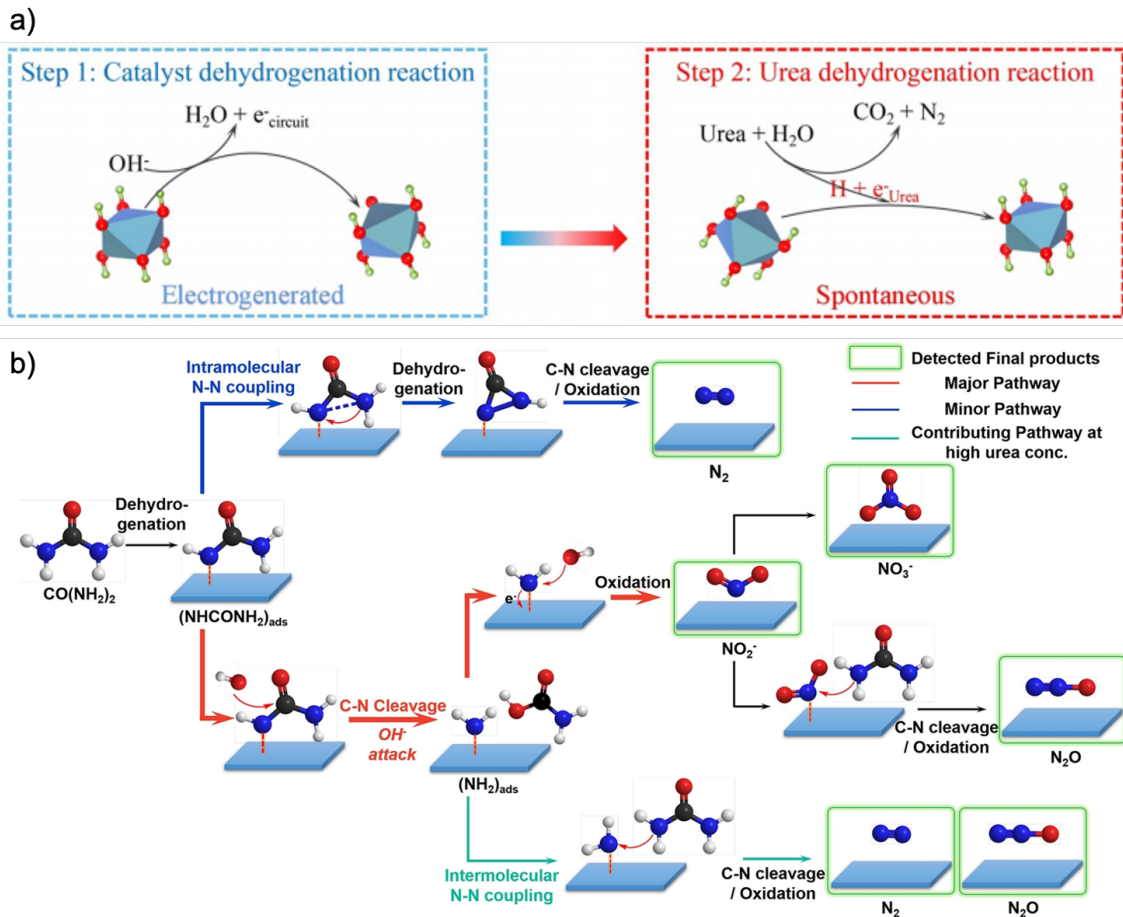 a)
Step 1: Catalyst dehydrogenation reaction
H₂O + e⁻circuit
OH⁻
Electrogenerated
Step 2: Urea dehydrogenation reaction
CO₂ + N₂
Urea + H₂O
H + e⁻Urea
Spontaneous
b)
Intramolecular
N-N coupling
Dehydro-
genation
C-N cleavage
/ Oxidation
N₂
Detected Final products
Major Pathway
Minor Pathway
Contributing Pathway at
high urea conc.
CO(NH₂)₂
Dehydro-
genation
(NHCONH₂)ads
e⁻
Oxidation
NO₂⁻
NO₃⁻
C-N Cleavage
OH⁻
attack
(NH₂)ads
C-N cleavage
/ Oxidation
N₂O
Intermolecular
N-N coupling
C-N cleavage
/ Oxidation
N₂
N₂O